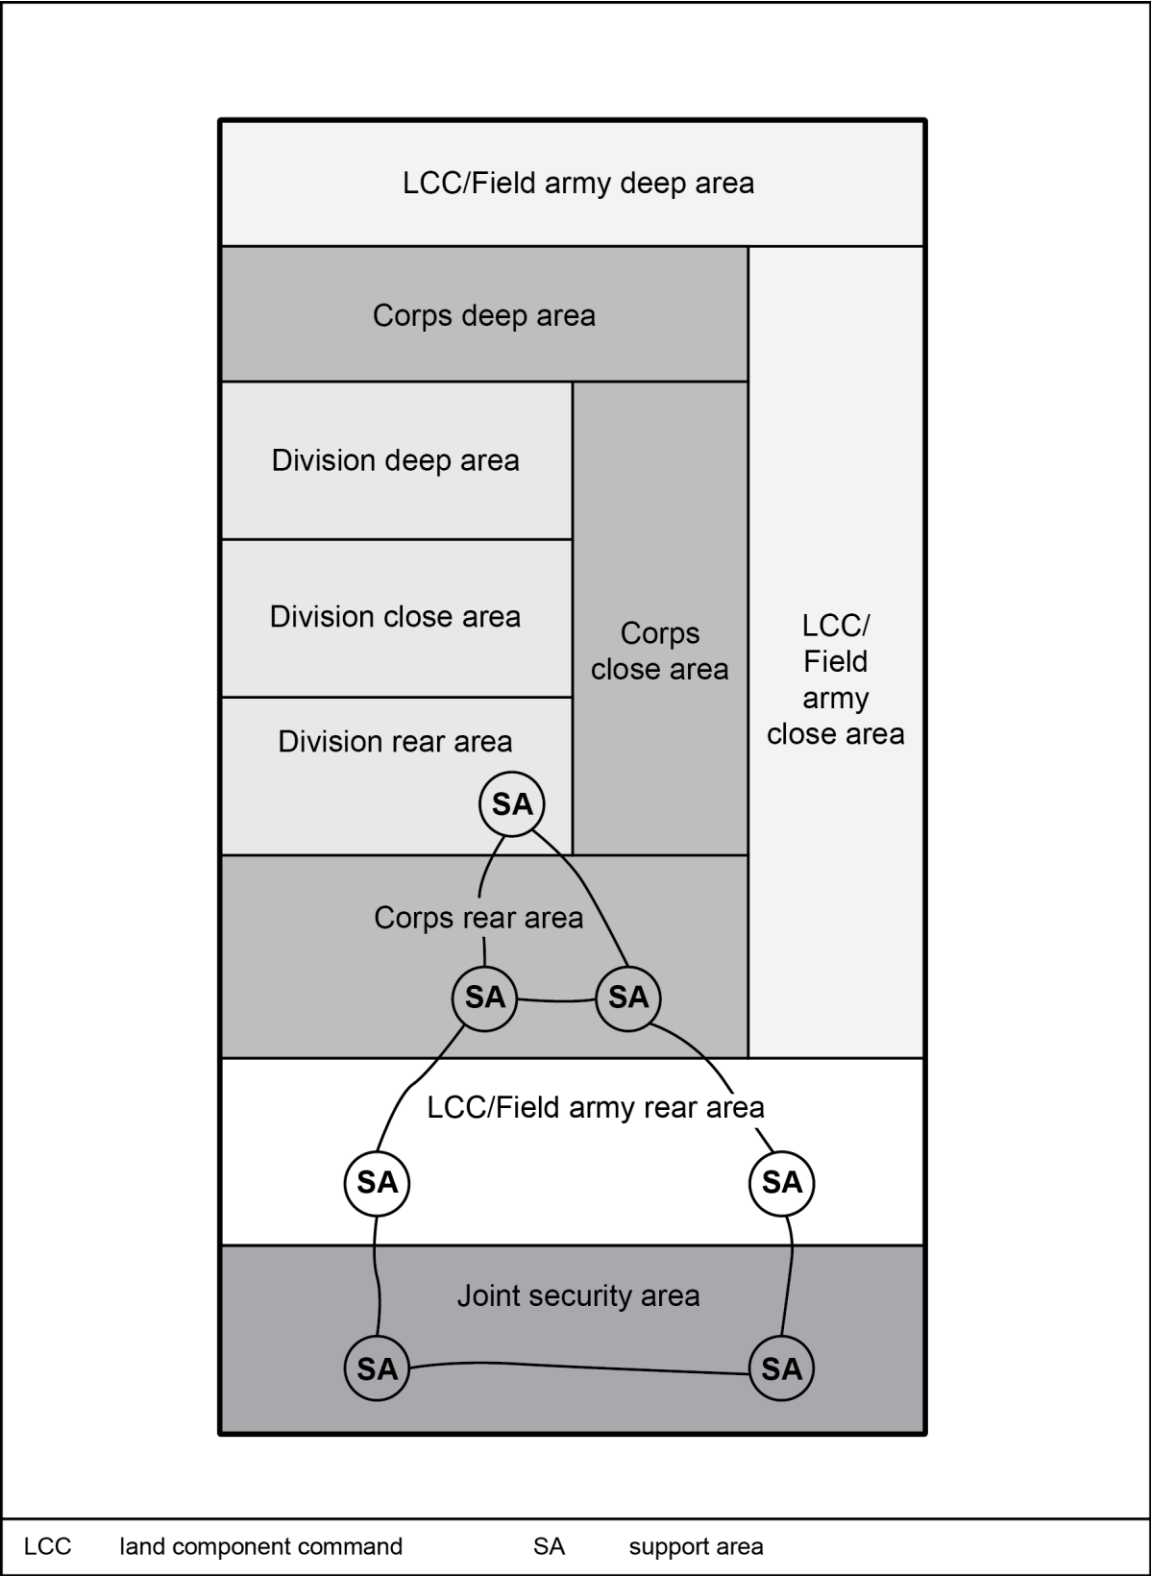 LCC/Field army deep area
Corps deep area
Division deep area
Division close area
Corps
close area
LCC/
Field
army
close area
Division rear area
SA
Corps rear area
SA
SA
LCC/Field army rear area
SA
SA
Joint security area
SA
SA
LCC land component command SA support area